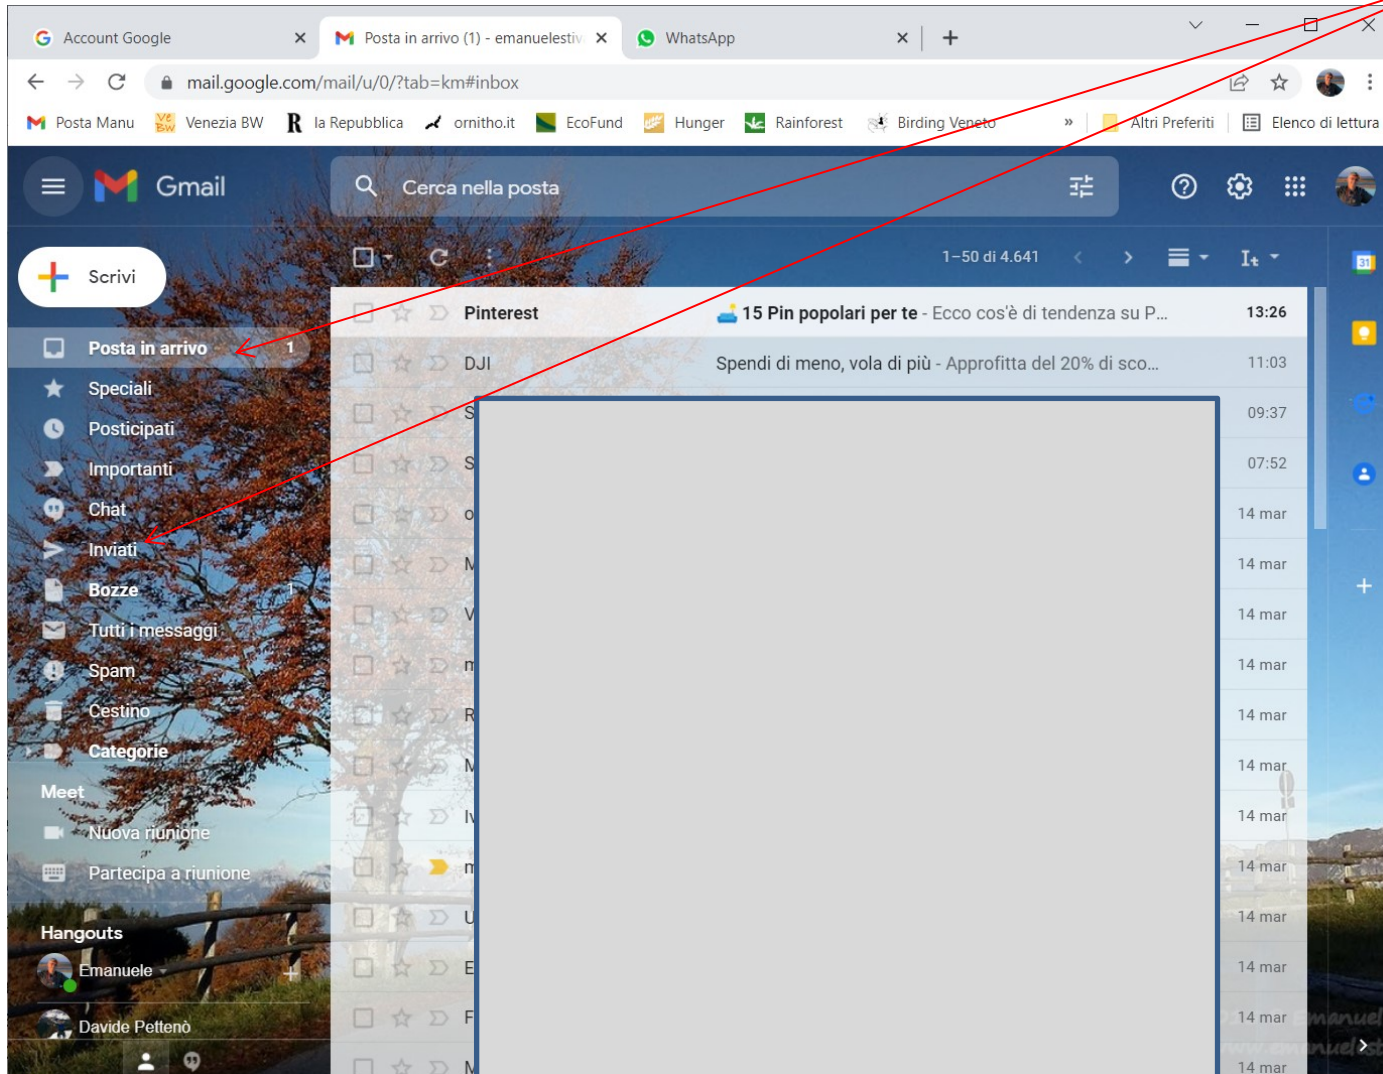 Account Google
Posta in arrivo (1) - emanuelestiv
WhatsApp
mail.google.com/mail/u/0/?tab=km#inbox
Posta Manu VE BW Venezia BW R la Repubblica ornitho.it EcoFund Hunger Rainforest Birding Veneto » Altri Preferiti Elenco di lettura
Gmail
Cerca nella posta
Scrivi
1–50 di 4.641
31
Posta in arrivo 1
Speciali
Posticipati
Importanti
Chat
Inviati
Bozze 1
Tutti i messaggi
Spam
Cestino
Categorie
Meet
Nuova riunione
Partecipa a riunione
Hangouts
Emanuele
Davide Pettenò
Pinterest 15 Pin popolari per te - Ecco cos'è di tendenza su P... 13:26
DJI Spendi di meno, vola di più - Approfitta del 20% di sco... 11:03
S 09:37
S 07:52
o 14 mar
M 14 mar
V 14 mar
m 14 mar
R 14 mar
M 14 mar
Iv 14 mar
m 14 mar
U 14 mar
E 14 mar
F 14 mar
M 14 mar